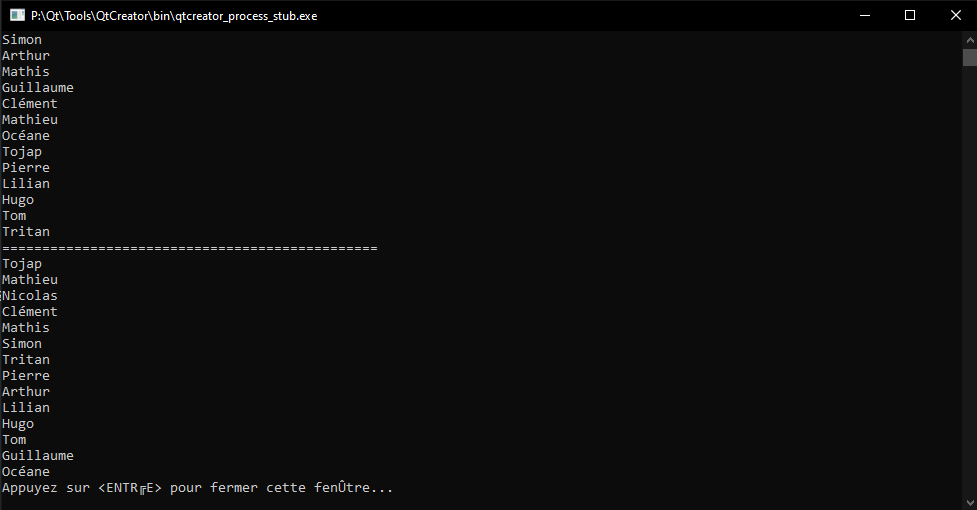 P:\Qt\Tools\QtCreator\bin\qtcreator_process_stub.exe
Simon
Arthur
Mathis
Guillaume
Clément
Mathieu
Océane
Tojap
Pierre
Lilian
Hugo
Tom
Tritan
===============================================
Tojap
Mathieu
Nicolas
Clément
Mathis
Simon
Tritan
Pierre
Arthur
Lilian
Hugo
Tom
Guillaume
Océane
Appuyez sur <ENTR╔E> pour fermer cette fenÛtre...